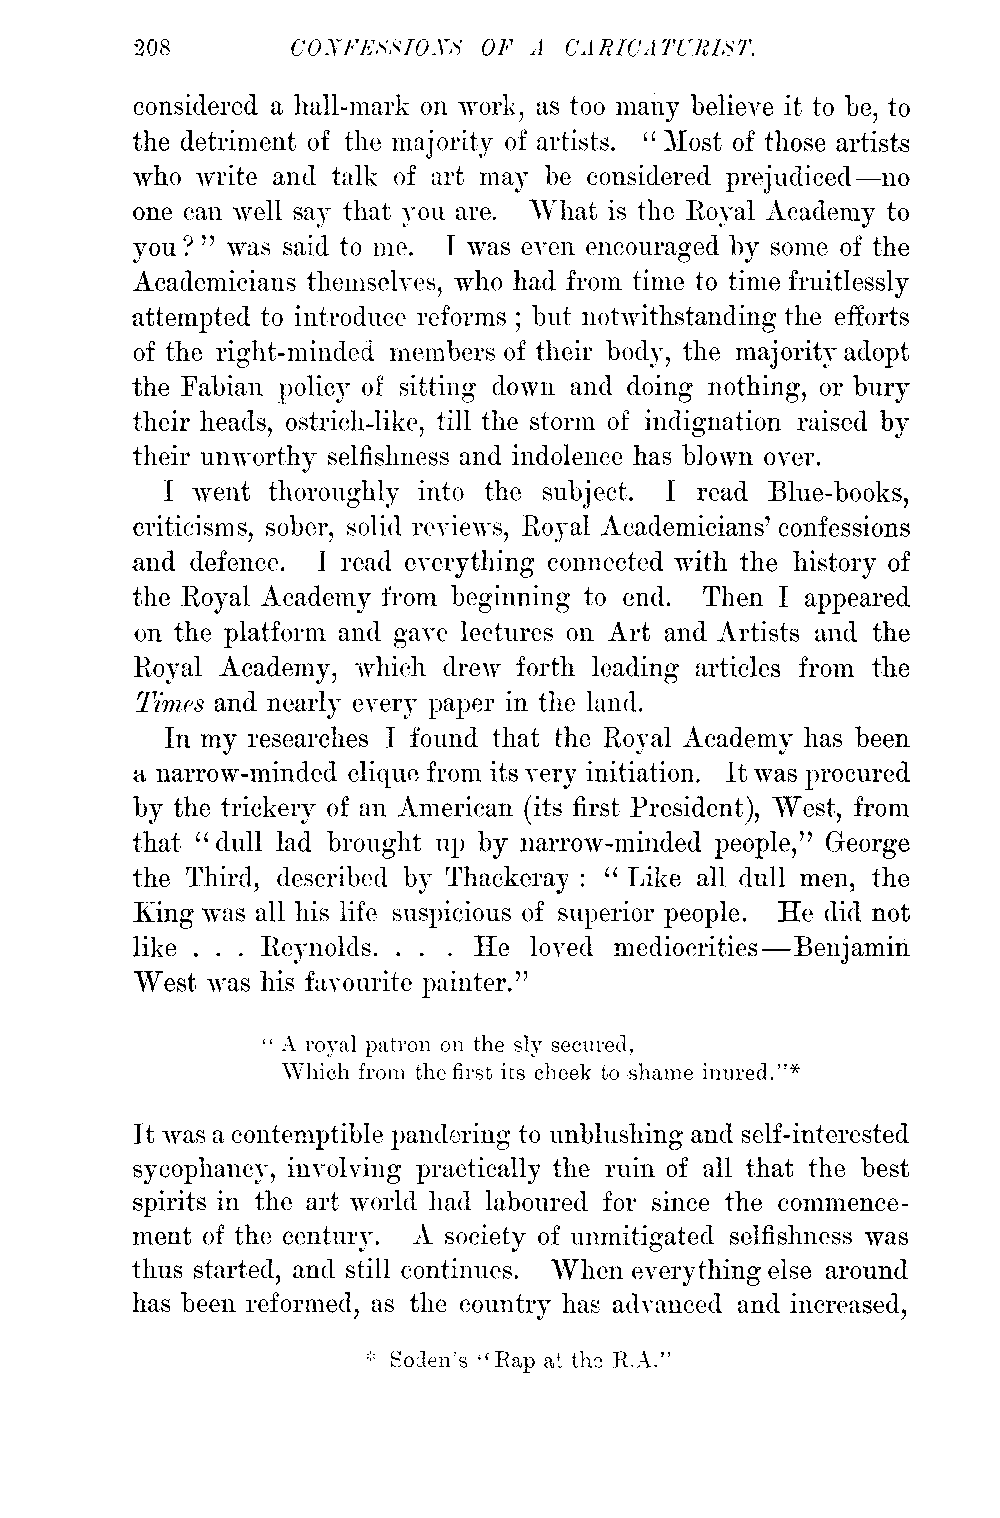 208 CONFESSIONS OF A CARICATURIST.
considered a hall-mark on work, as too many believe it to be, to
the detriment of the majority of artists. “ Most of those artists
who write and talk of art may be considered prejudiced—no
one can well say that you are. What is the Royal Academy to
you ? ” was said to me. I was even encouraged by some of the
Academicians themselves, who had from time to time fruitlessly
attempted to introduce reforms ; but notwithstanding the efforts
of the right-minded members of their body, the majority adopt
the Fabian policy of sitting down and doing nothing, or bury
their heads, ostrich-like, till the storm of indignation raised by
their unworthy selfishness and indolence has blown over.
I went thoroughly into the subject. I read Blue-books,
criticisms, sober, solid reviews, Royal Academicians’ confessions
and defence. I read everything connected with the history of
the Royal Academy from beginning to end. Then I appeared
on the platform and gave lectures on Art and Artists and the
Royal Academy, which drew forth leading articles from the
Times and nearly every paper in the land.
In my researches I found that the Royal Academy has been
a narrow-minded clique from its very initiation. It was procured
by the trickery of an American (its first President), West, from
that “ dull lad brought up by narrow-minded people,” George
the Third, described by Thackeray : “ Like all dull men, the
King was all his life suspicious of superior people. He did not
like . . . Reynolds. . . . He loved mediocrities—Benjamin
West was his favourite painter.”
“ A royal patron on the sly secured,
Which from the first its cheek to shame inured.”*
It was a contemptible pandering to unblushing and self-interested
sycophancy, involving practically the ruin of all that the best
spirits in the art world had laboured for since the commence-
ment of the century. A society of unmitigated selfishness was
thus started, and still continues. When everything else around
has been reformed, as the country has advanced and increased,
* Soden’s “ Rap at the R.A.”